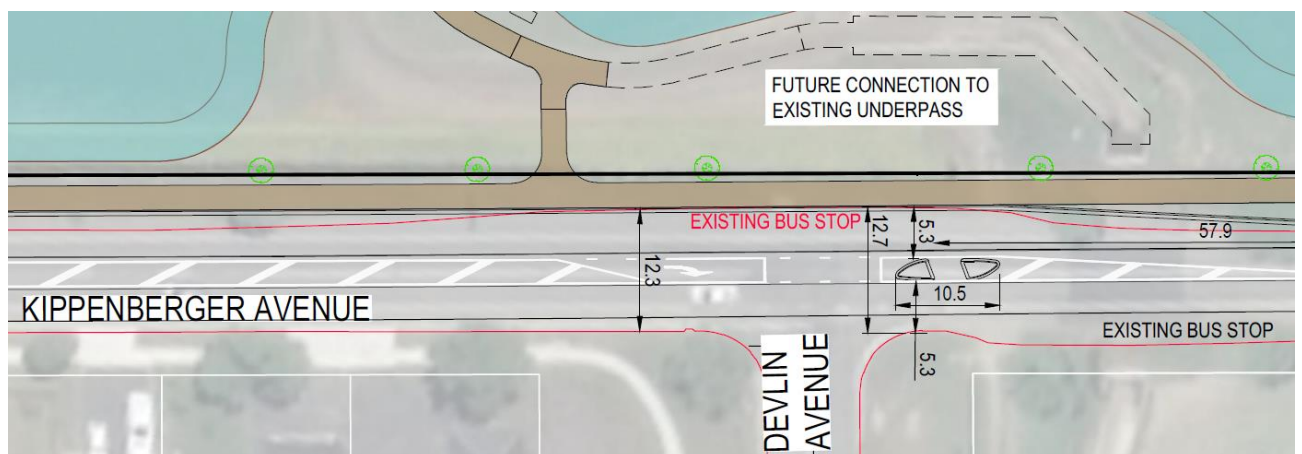 FUTURE CONNECTION TO
EXISTING UNDERPASS
EXISTING BUS STOP
12.7
5.3
57.9
12.3
10.5
KIPPENBERGER AVENUE
EXISTING BUS STOP
5.3
DEVLIN
AVENUE